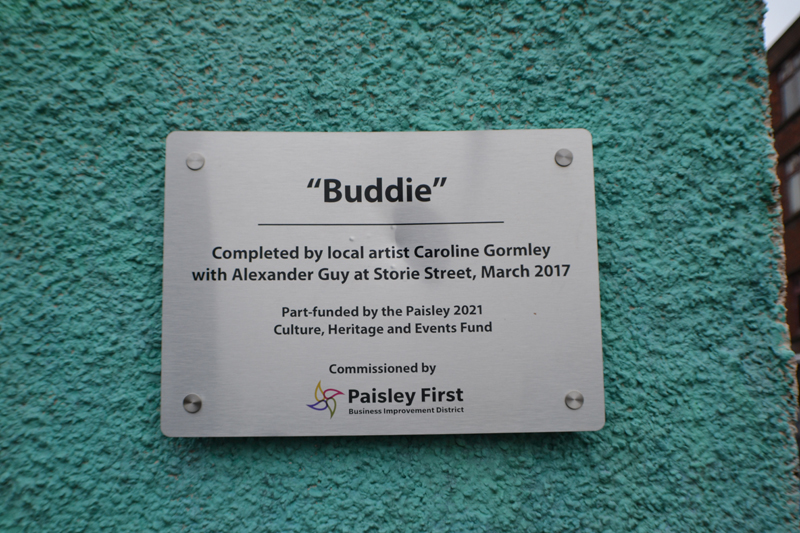 “Buddie”
Completed by local artist Caroline Gormley
with Alexander Guy at Storie Street, March 2017
Part-funded by the Paisley 2021
Culture, Heritage and Events Fund
Commissioned by
Paisley First
Business Improvement District